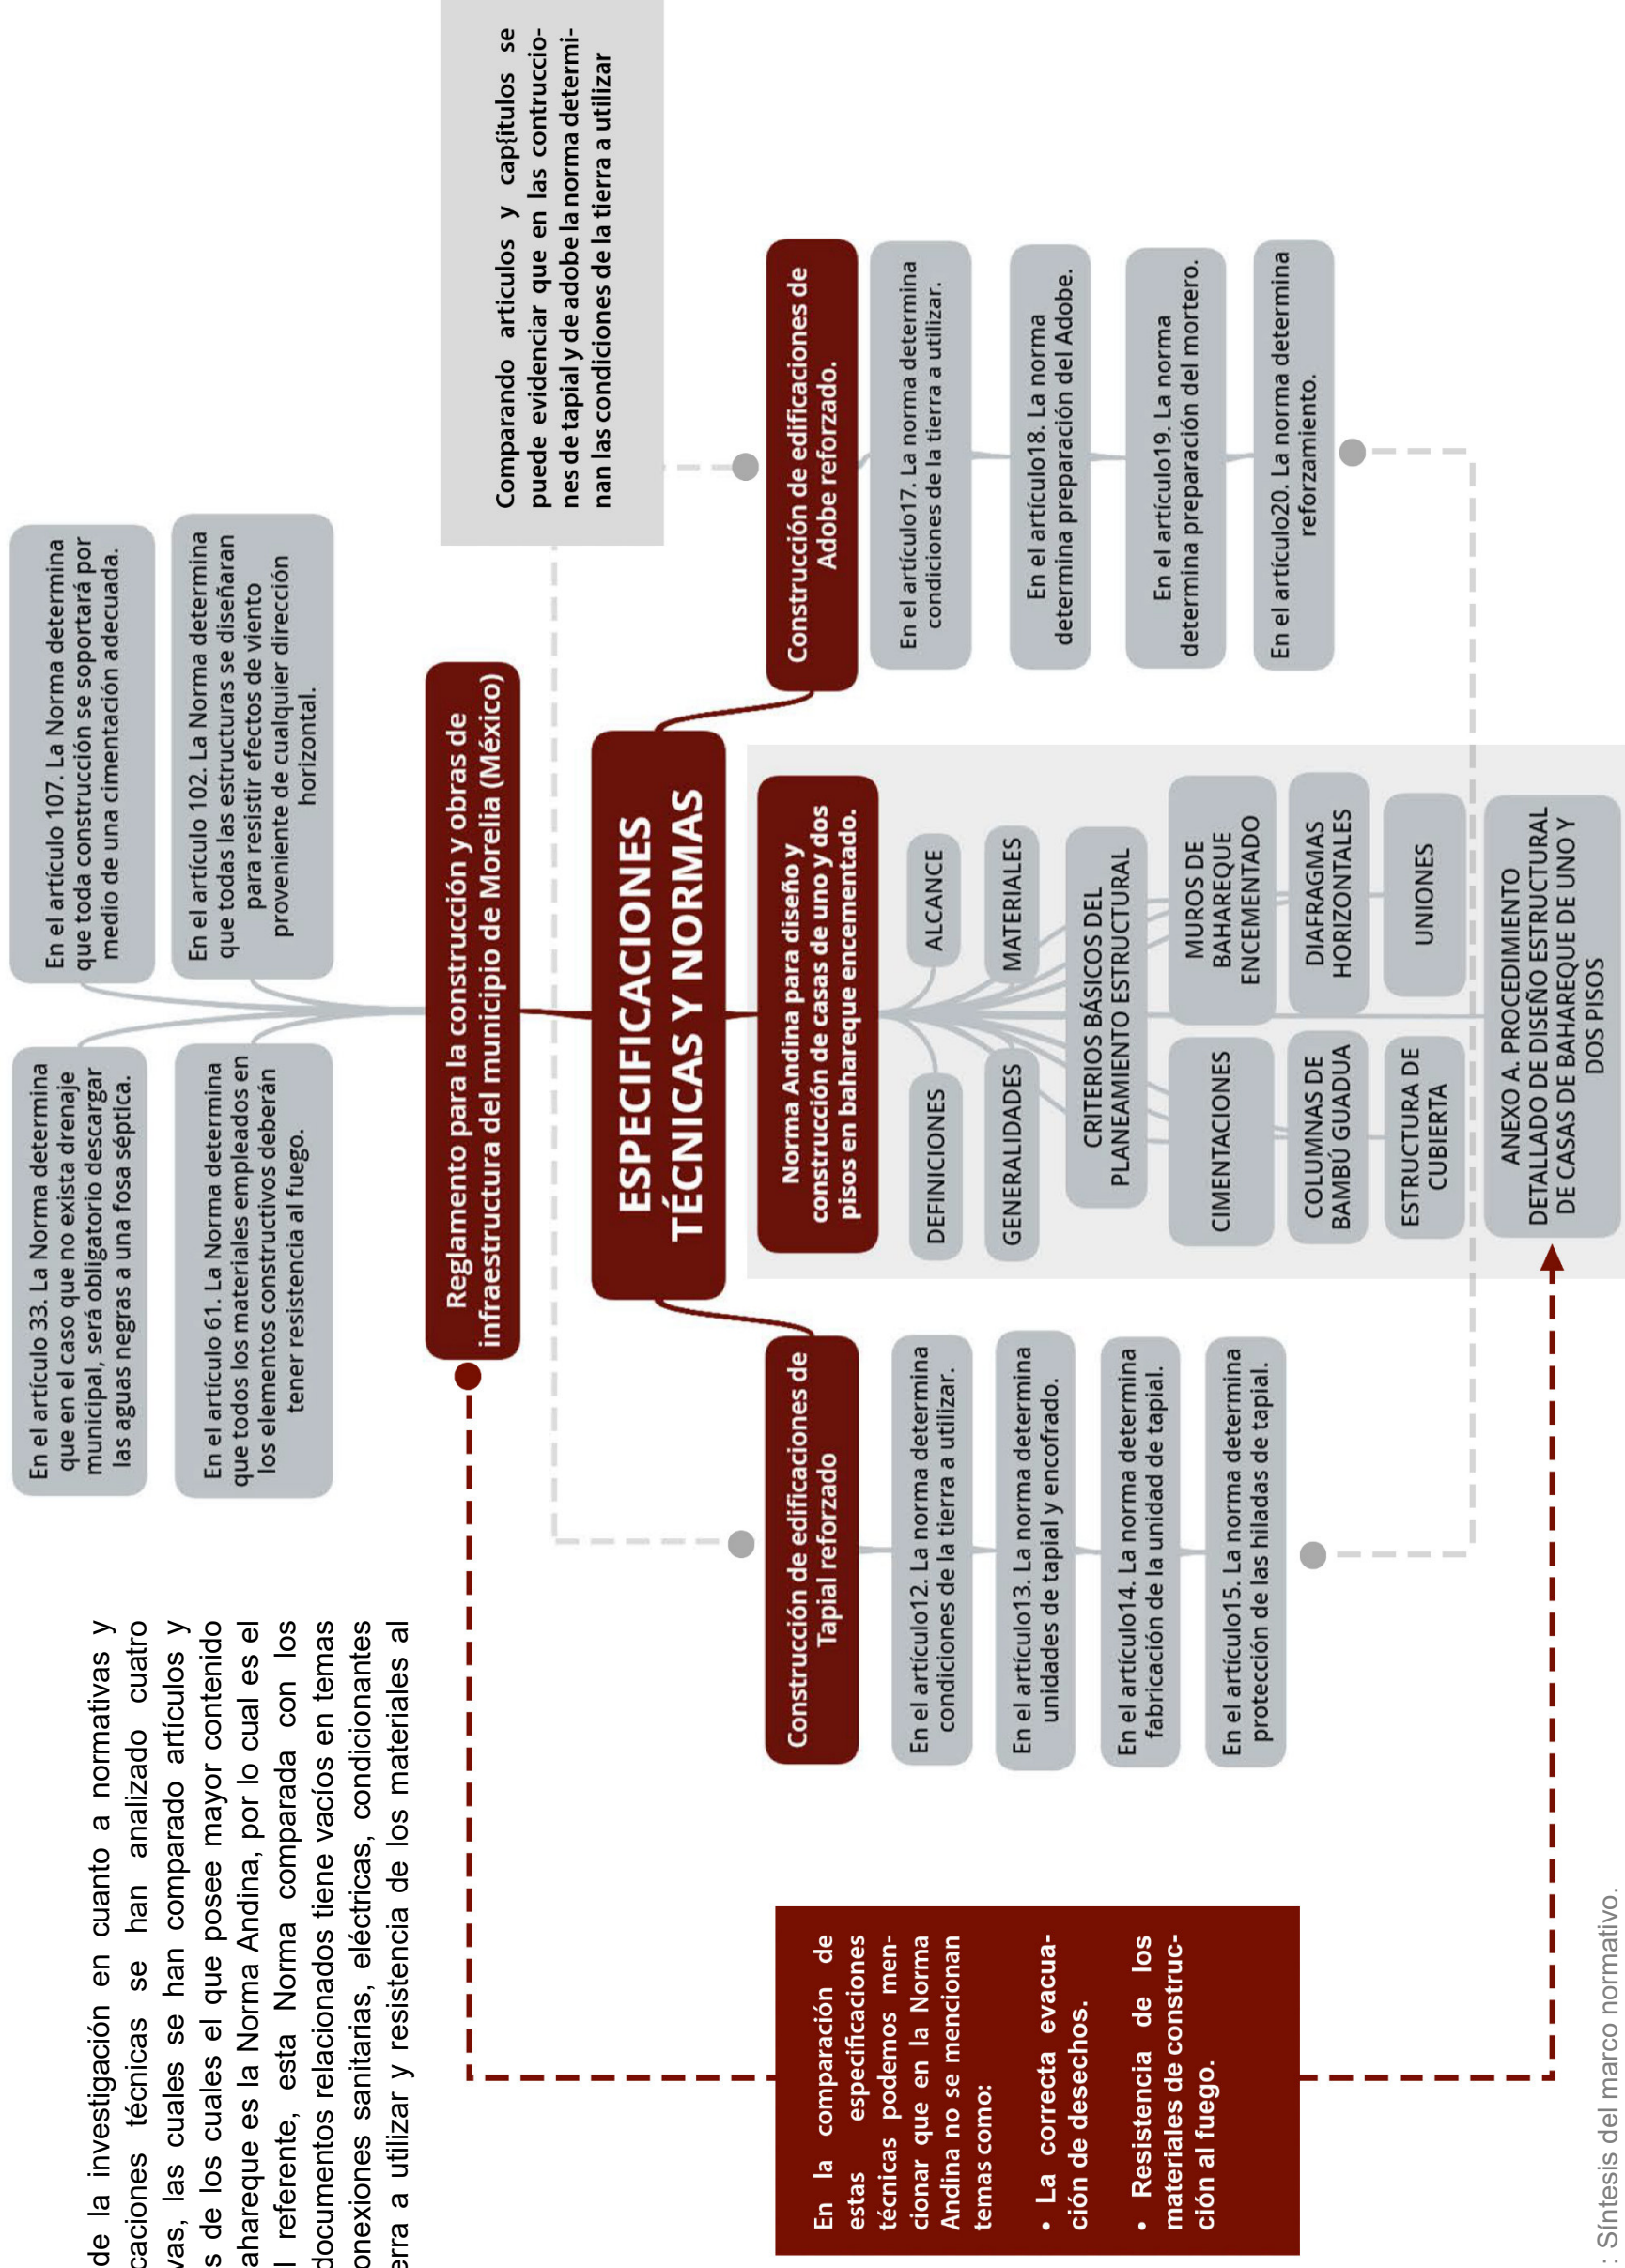 de la investigación en cuanto a normativas y
caciones técnicas se han analizado cuatro
vas, las cuales se han comparado artículos y
s de los cuales el que posee mayor contenido
ahareque es la Norma Andina, por lo cual es el
l referente, esta Norma comparada con los
documentos relacionados tiene vacíos en temas
onexiones sanitarias, eléctricas, condicionantes
erra a utilizar y resistencia de los materiales al
En la comparación de
estas especificaciones
técnicas podemos men-
cionar que en la Norma
Andina no se mencionan
temas como:
• La correcta evacua-
ción de desechos.
• Resistencia de los
materiales de construc-
ción al fuego.
En el artículo 33. La Norma determina
que en el caso que no exista drenaje
municipal, será obligatorio descargar
las aguas negras a una fosa séptica.
En el artículo 107. La Norma determina
que toda construcción se soportará por
medio de una cimentación adecuada.
En el artículo 61. La Norma determina
que todos los materiales empleados en
los elementos constructivos deberán
tener resistencia al fuego.
En el artículo 102. La Norma determina
que todas las estructuras se diseñaran
para resistir efectos de viento
proveniente de cualquier dirección
horizontal.
Reglamento para la construcción y obras de
infraestructura del municipio de Morelia (México)
Comparando articulos y cap{itulos se
puede evidenciar que en las contruccio-
nes de tapial y de adobe la norma determi-
nan las condiciones de la tierra a utilizar
ESPECIFICACIONES
TÉCNICAS Y NORMAS
Construcción de edificaciones de
Tapial reforzado
En el artículo12. La norma determina
condiciones de la tierra a utilizar.
En el artículo13. La norma determina
unidades de tapial y encofrado.
En el artículo14. La norma determina
fabricación de la unidad de tapial.
En el artículo15. La norma determina
protección de las hiladas de tapial.
Norma Andina para diseño y
construcción de casas de uno y dos
pisos en bahareque encementado.
DEFINICIONES
ALCANCE
GENERALIDADES
MATERIALES
CRITERIOS BÁSICOS DEL
PLANEAMIENTO ESTRUCTURAL
CIMENTACIONES
MUROS DE
BAHAREQUE
ENCEMENTADO
COLUMNAS DE
BAMBÚ GUADUA
DIAFRAGMAS
HORIZONTALES
ESTRUCTURA DE
CUBIERTA
UNIONES
ANEXO A. PROCEDIMIENTO
DETALLADO DE DISEÑO ESTRUCTURAL
DE CASAS DE BAHAREQUE DE UNO Y
DOS PISOS
Construcción de edificaciones de
Adobe reforzado.
En el artículo17. La norma determina
condiciones de la tierra a utilizar.
En el artículo18. La norma
determina preparación del Adobe.
En el artículo19. La norma
determina preparación del mortero.
En el artículo20. La norma determina
reforzamiento.
: Síntesis del marco normativo.